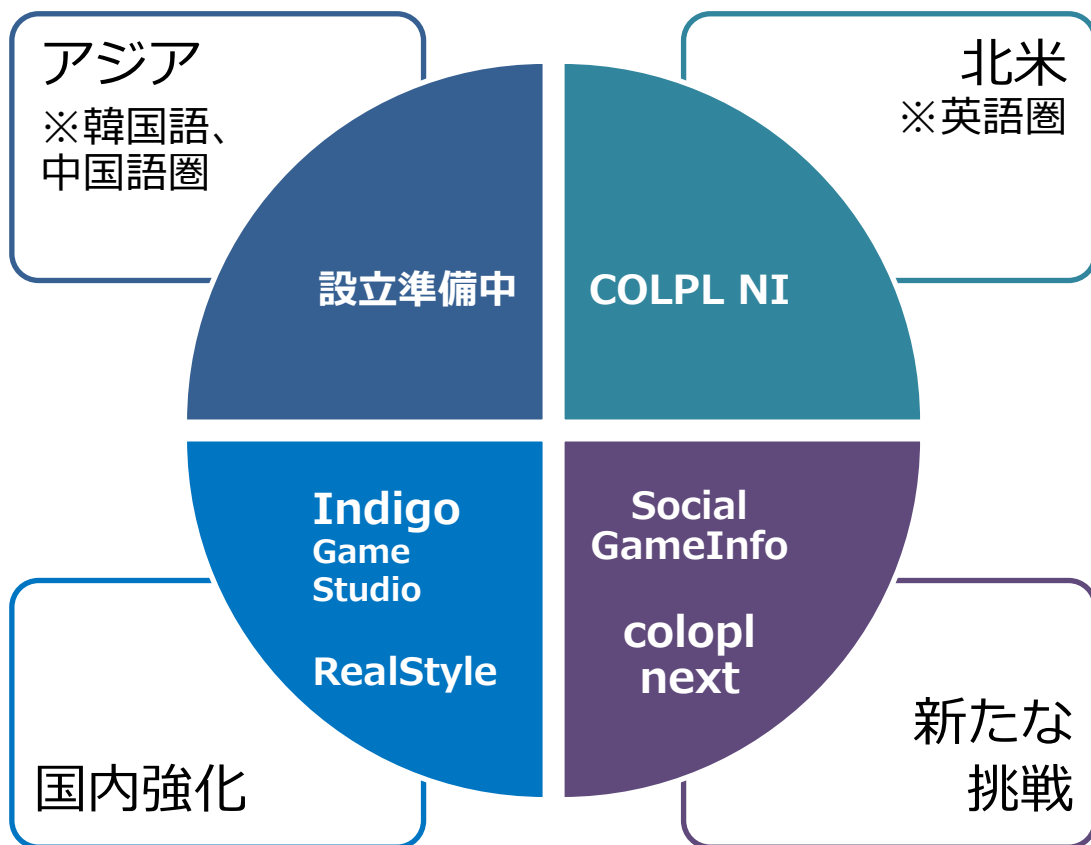 アジア
※韓国語、
中国語圏
北米
※英語圏
設立準備中
COLPL NI
Indigo
Game
Studio
RealStyle
Social
GameInfo
colopl
next
国内強化
新たな
挑戦